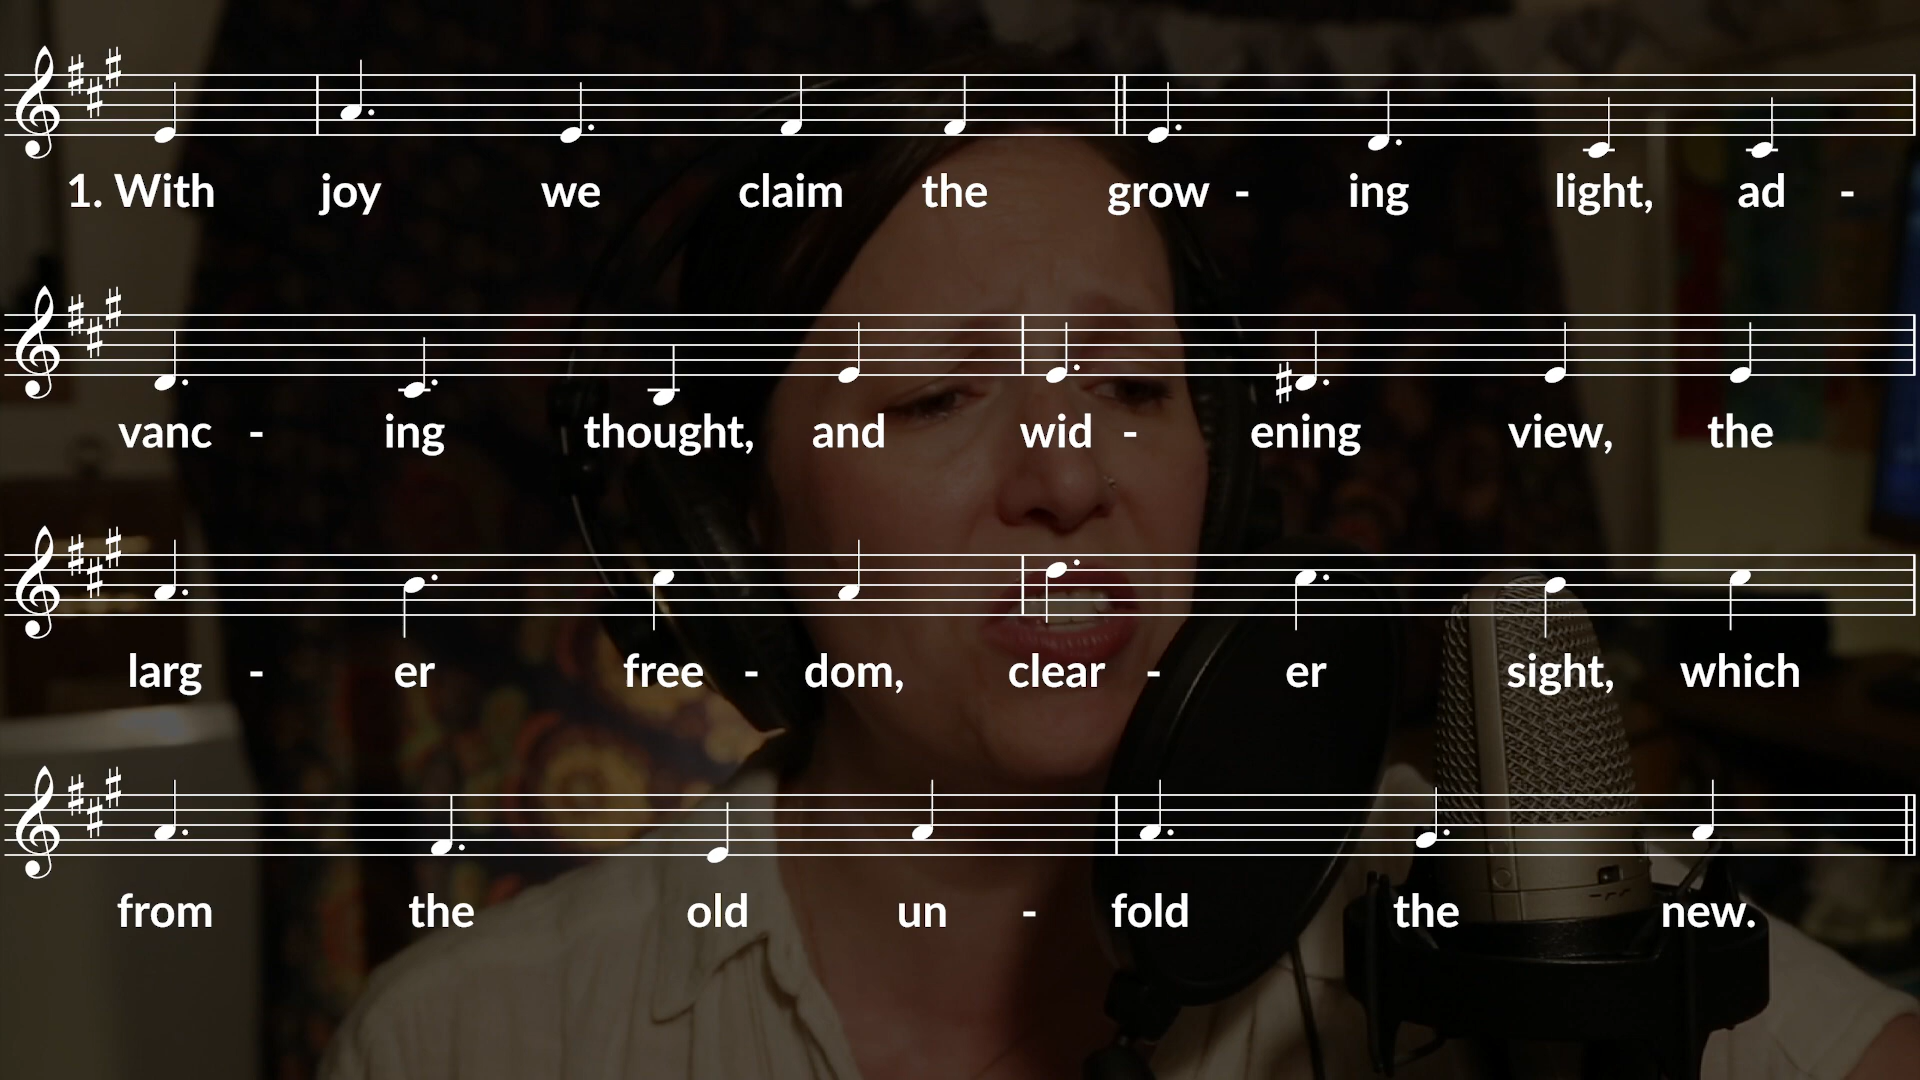 1. With joy we claim the grow - ing light, ad -
vanc - ing thought, and wid - ening view, the
larg - er free - dom, clear - er sight, which
from the old un - fold the new.